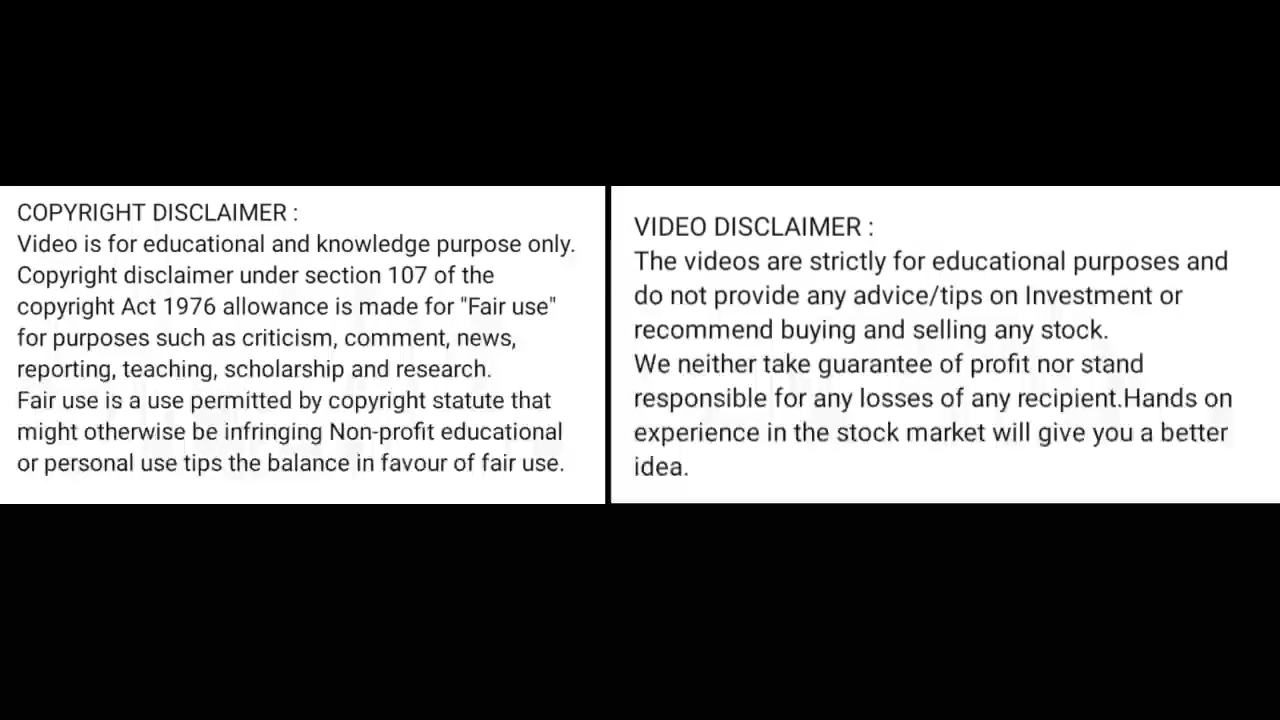 COPYRIGHT DISCLAIMER :
Video is for educational and knowledge purpose only.
Copyright disclaimer under section 107 of the
copyright Act 1976 allowance is made for "Fair use"
for purposes such as criticism, comment, news,
reporting, teaching, scholarship and research.
Fair use is a use permitted by copyright statute that
might otherwise be infringing Non-profit educational
or personal use tips the balance in favour of fair use.
VIDEO DISCLAIMER :
The videos are strictly for educational purposes and
do not provide any advice/tips on Investment or
recommend buying and selling any stock.
We neither take guarantee of profit nor stand
responsible for any losses of any recipient.Hands on
experience in the stock market will give you a better
idea.